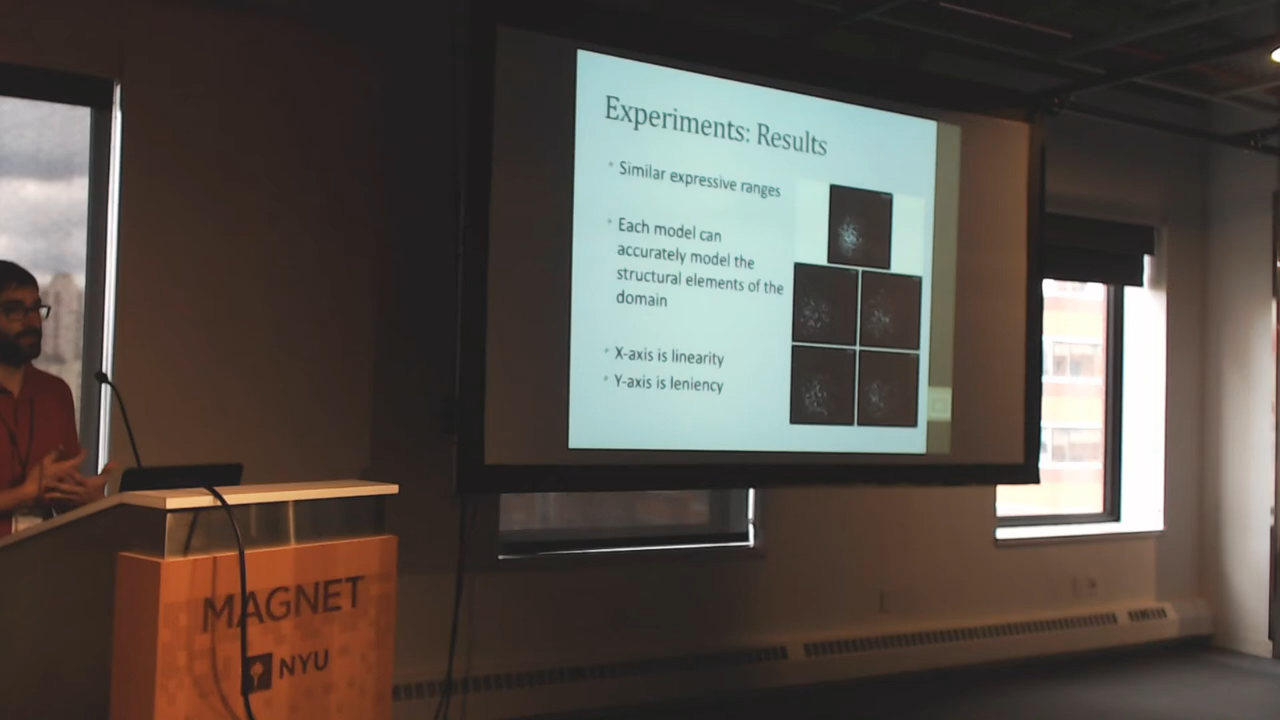 Experiments: Results
Similar expressive ranges
Each model can
accurately model the
structural elements of the
domain
X-axis is linearity
Y-axis is leniency
MAGNET
NYU